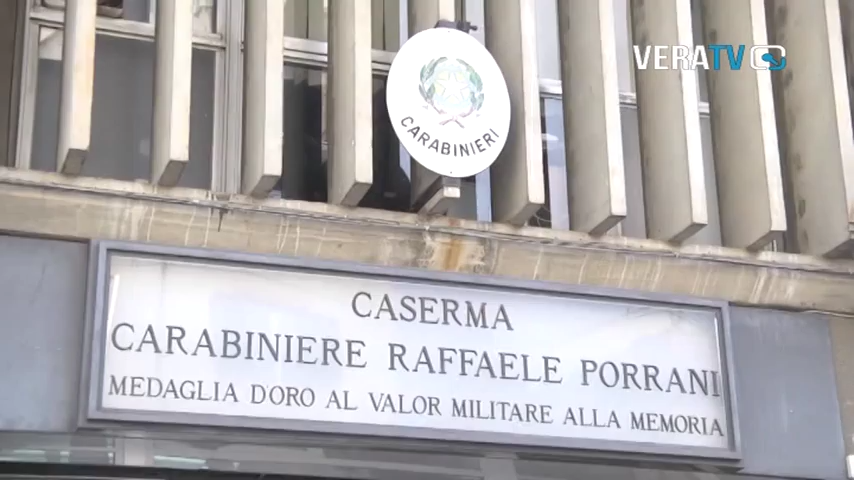 VERATV
CARABINIERI
CASERMA
CARABINIERE RAFFAELE PORRANI
MEDAGLIA D'ORO AL VALOR MILITARE ALLA MEMORIA